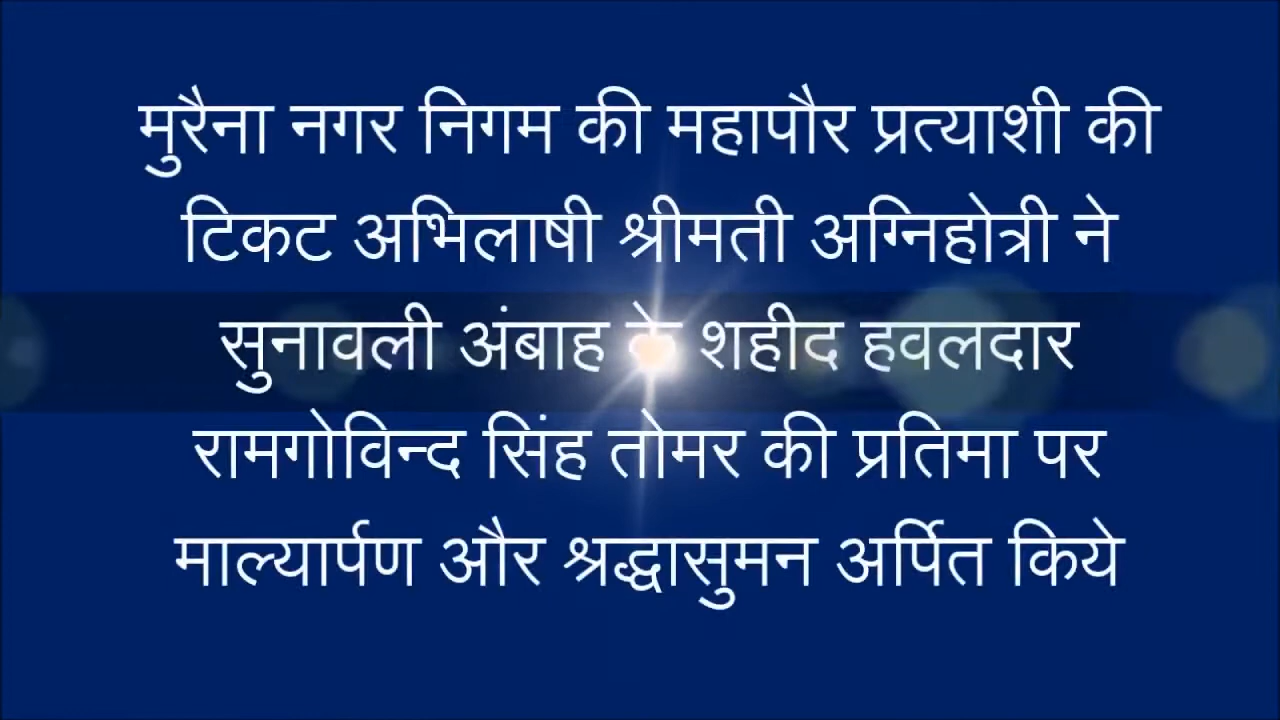 मुरैना नगर निगम की महापौर प्रत्याशी की
टिकट अभिलाषी श्रीमती अग्निहोत्री ने
सुनावली अंबाह के शहीद हवलदार
रामगोविन्द सिंह तोमर की प्रतिमा पर
माल्यार्पण और श्रद्धासुमन अर्पित किये